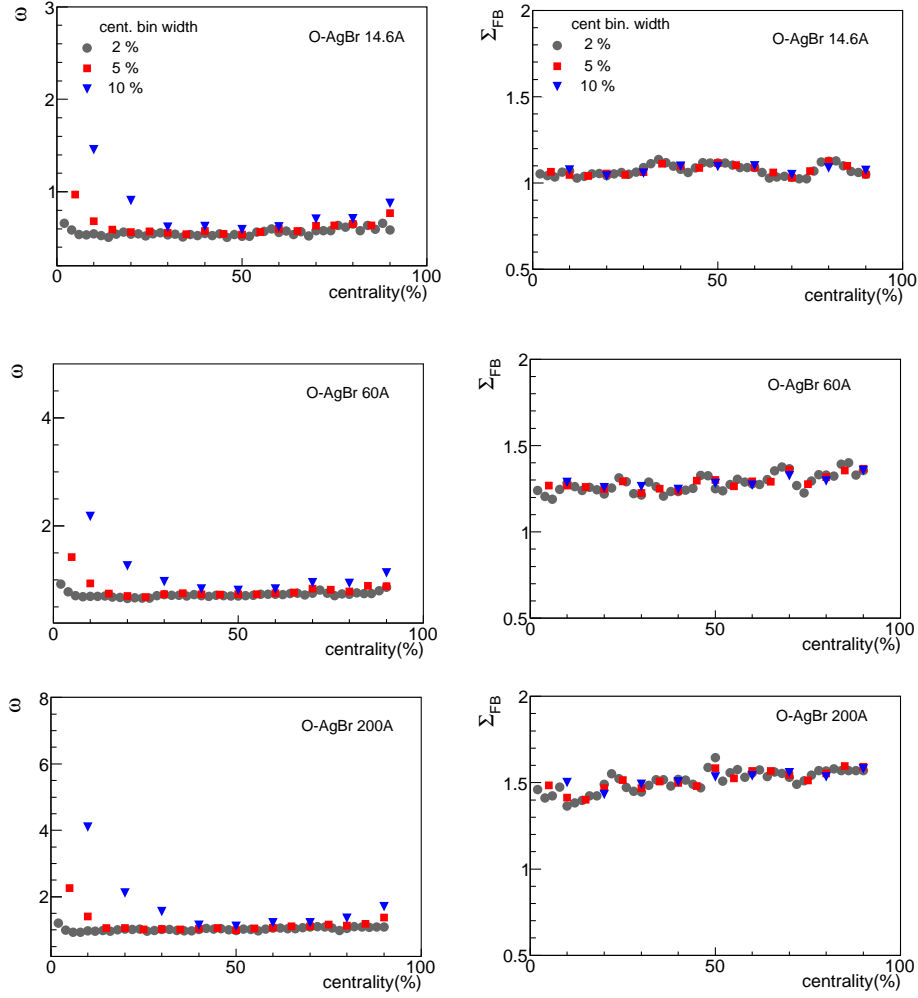 ω
3
2
1
0
50
100
centrality(%)
cent. bin width
2 %
5 %
10 %
O-AgBr 14.6A
Σ_FB
2
1.5
1
0.5
0
50
100
centrality(%)
cent bin. width
2 %
5 %
10 %
O-AgBr 14.6A
ω
4
2
0
50
100
centrality(%)
O-AgBr 60A
Σ_FB
2
1.5
1
0.5
0
50
100
centrality(%)
O-AgBr 60A
ω
8
6
4
2
0
50
100
centrality(%)
O-AgBr 200A
Σ_FB
2
1.5
1
0.5
0
50
100
centrality(%)
O-AgBr 200A